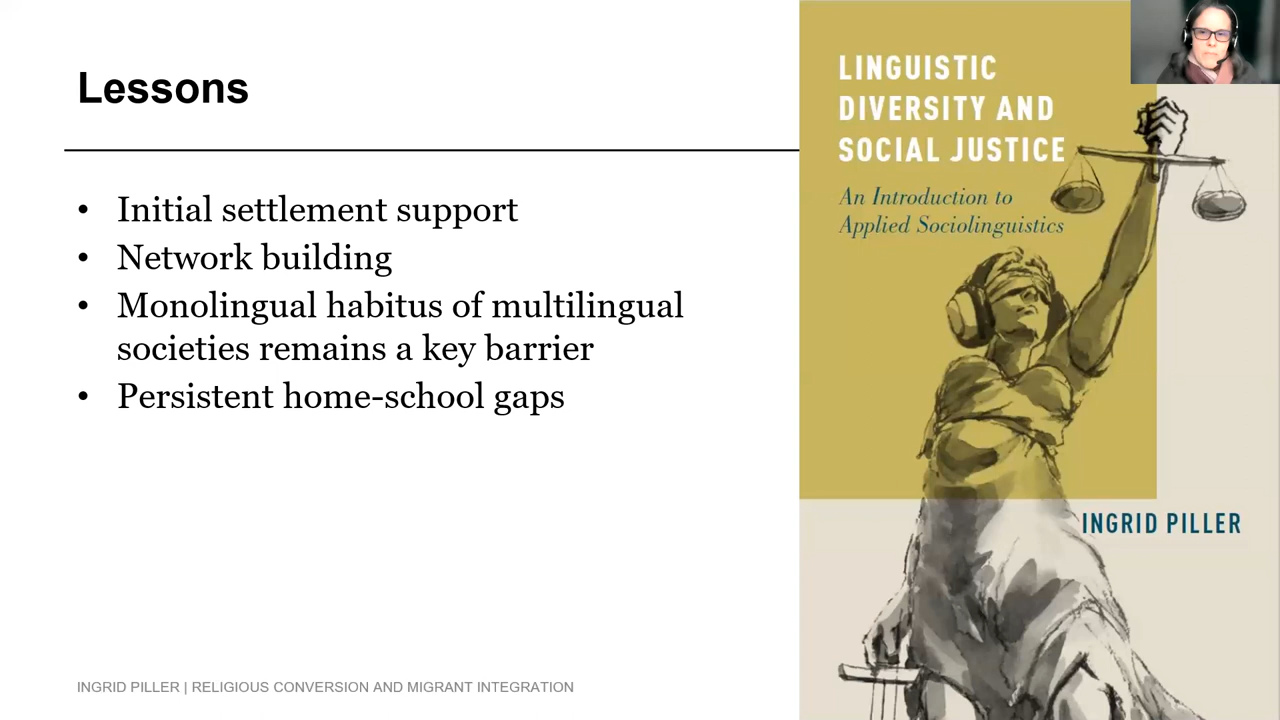 Lessons
• Initial settlement support
• Network building
• Monolingual habitus of multilingual
societies remains a key barrier
• Persistent home-school gaps
INGRID PILLER | RELIGIOUS CONVERSION AND MIGRANT INTEGRATION
LINGUISTIC
DIVERSITY AND
SOCIAL JUSTICE
An Introduction to
Applied Sociolinguistics
INGRID PILLER